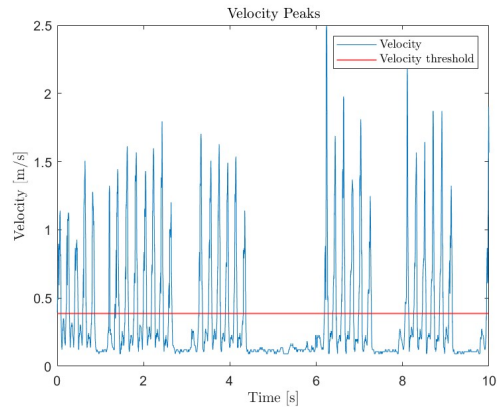 Velocity Peaks
Velocity
Velocity threshold
2.5
2
1.5
1
0.5
0
Velocity [m/s]
0 2 4 6 8 10
Time [s]